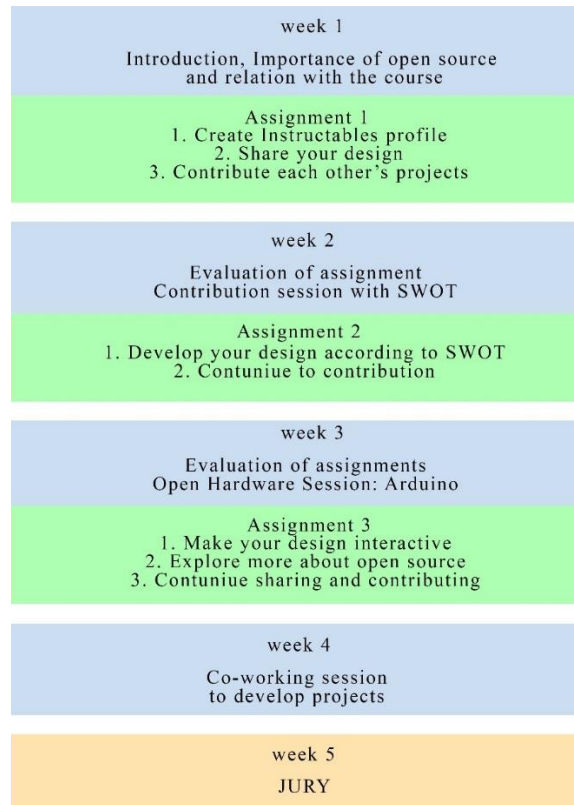 week 1
Introduction, Importance of open source
and relation with the course
Assignment 1
1. Create Instructables profile
2. Share your design
3. Contribute each other's projects
week 2
Evaluation of assignment
Contribution session with SWOT
Assignment 2
1. Develop your design according to SWOT
2. Contuniue to contribution
week 3
Evaluation of assignments
Open Hardware Session: Arduino
Assignment 3
1. Make your design interactive
2. Explore more about open source
3. Contuniue sharing and contributing
week 4
Co-working session
to develop projects
week 5
JURY